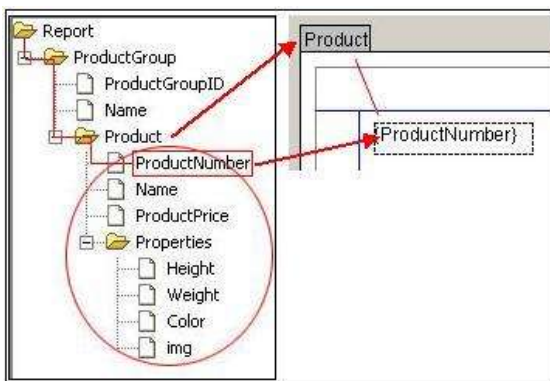 Report
ProductGroup
ProductGroupID
Name
Product
ProductNumber
Name
ProductPrice
Properties
Height
Weight
Color
img
Product
{ProductNumber}